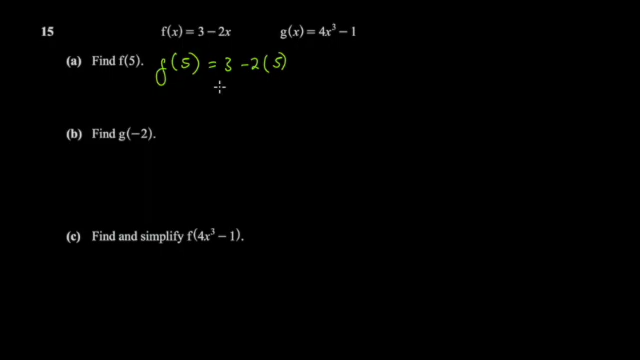 15 f(x) = 3 − 2x g(x) = 4x³ − 1
(a) Find f(5). f(5) = 3 − 2(5)
(b) Find g(−2).
(c) Find and simplify f(4x³ − 1).